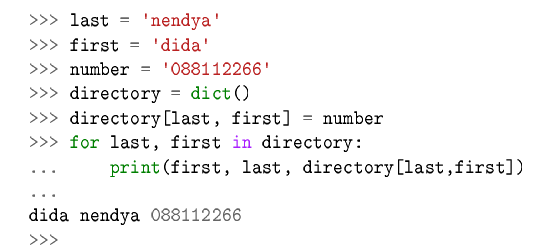 >>> last = 'nendya'
>>> first = 'dida'
>>> number = '088112266'
>>> directory = dict()
>>> directory[last, first] = number
>>> for last, first in directory:
...     print(first, last, directory[last,first])
...
dida nendya 088112266
>>>